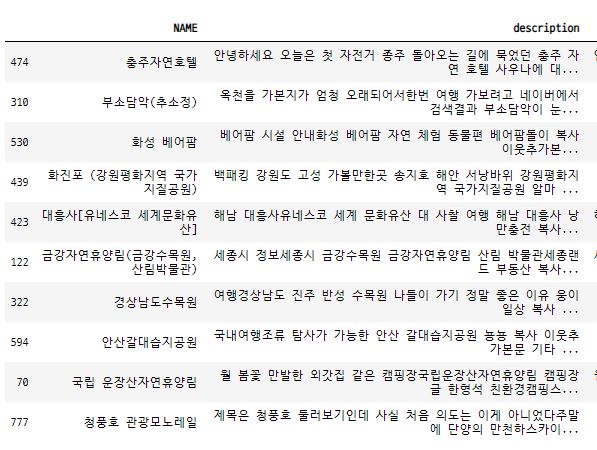 NAME description
474 충주자연호텔 안녕하세요 오늘은 첫 자전거 종주 돌아오는 길에 묵었던 충주 자
연 호텔 사우나에 대...
310 부소담악(추소정) 옥천을 가본지가 엄청 오래되어서한번 여행 가보려고 네이버에서
검색결과 부소담악이 눈...
530 화성 베어팜 베어팜 시설 안내화성 베어팜 자연 체험 동물편 베어팜돌이 복사
이웃추가본...
439 화진포 (강원평화지역 국가 백패킹 강원도 고성 가볼만한곳 송지호 해안 서낭바위 강원평화지
지질공원) 역 국가지질공원 알마 ...
423 대흥사[유네스코 세계문화유 해남 대흥사유네스코 세계 문화유산 대 사찰 여행 해남 대흥사 낭
산] 만충전 복사...
122 금강자연휴양림(금강수목원, 세종시 정보세종시 금강수목원 금강자연휴양림 산림 박물관세종랜
산림박물관) 드 부동산 복사...
322 경상남도수목원 여행경상남도 진주 반성 수목원 나들이 가기 정말 좋은 이유 웅이
일상 복사 ...
594 안산갈대습지공원 국내여행조류 탐사가 가능한 안산 갈대습지공원 뇽뇽 복사 이웃추
가본문 기타 ...
70 국립 운장산자연휴양림 월 봄꽃 만발한 외갓집 같은 캠핑장국립운장산자연휴양림 캠핑장
글 한형석 친환경캠핑스...
777 청풍호 관광모노레일 제목은 청풍호 둘러보기인데 사실 처음 의도는 이게 아니었다주말
에 단양의 만천하스카이...